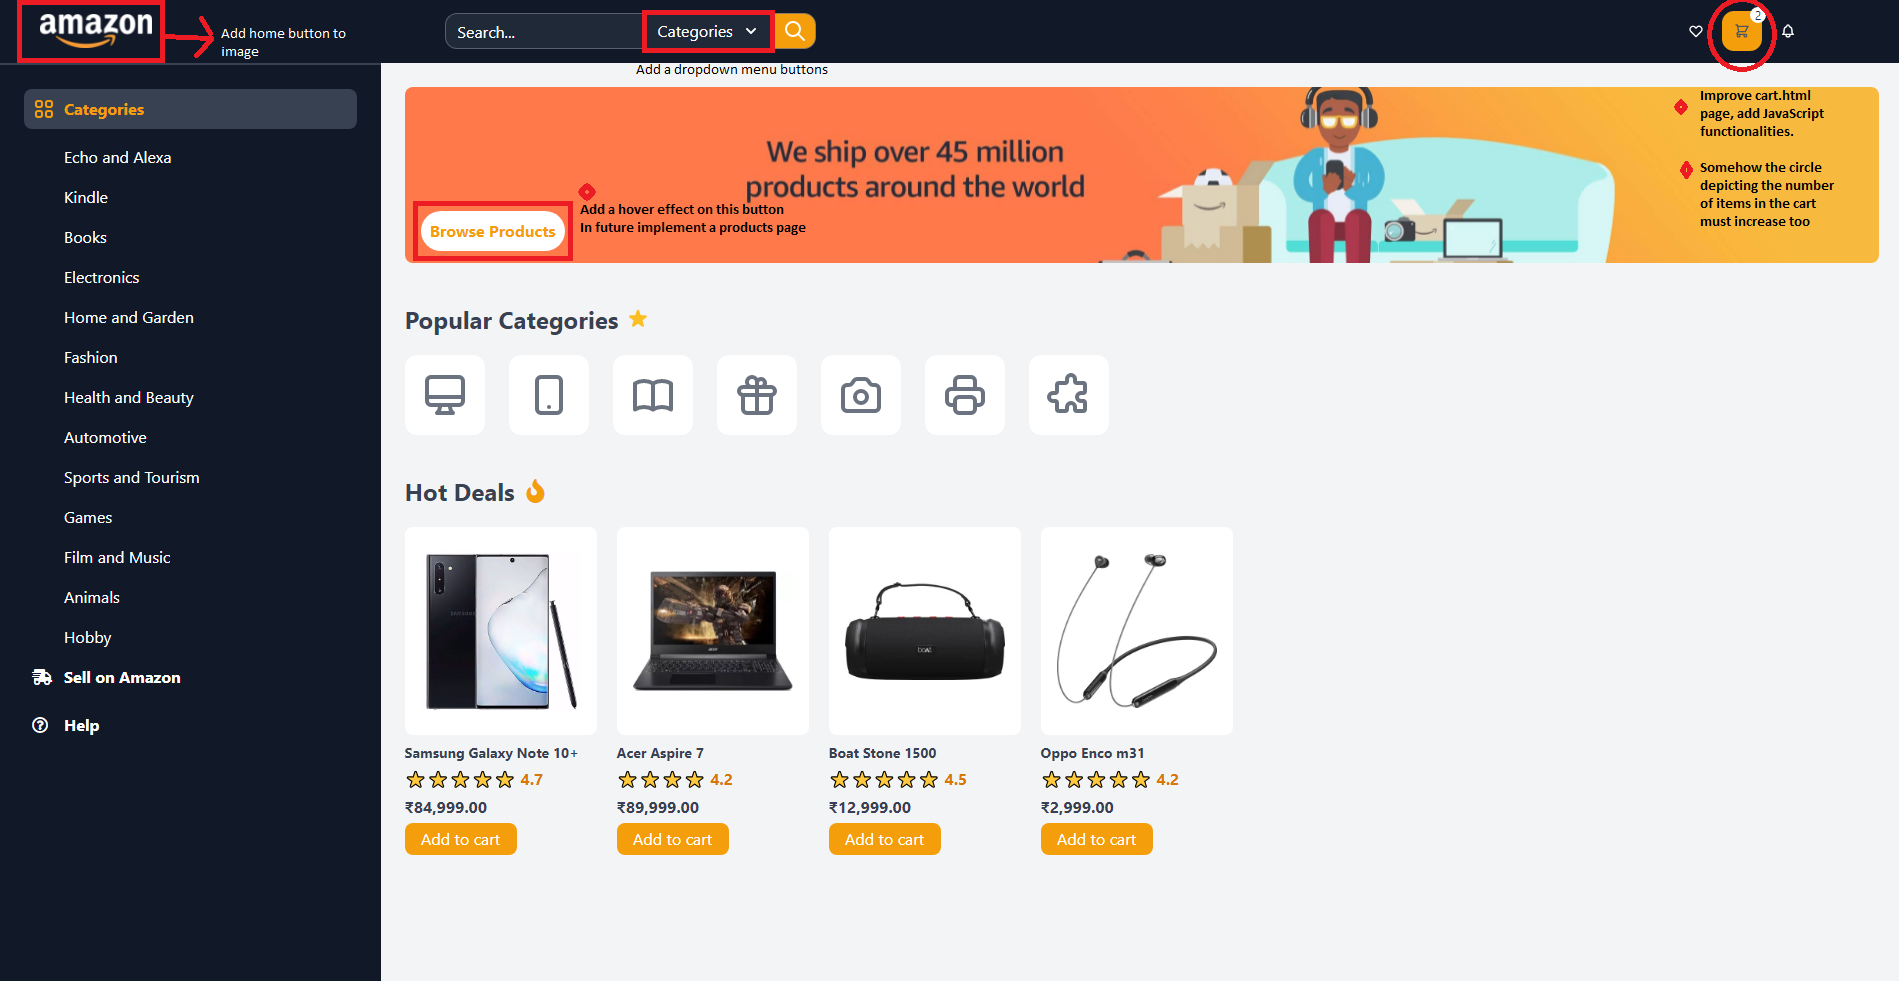 amazon
Add home button to
image
Search...
Categories
2
Add a dropdown menu buttons
Categories
Echo and Alexa
Kindle
Books
Electronics
Home and Garden
Fashion
Health and Beauty
Automotive
Sports and Tourism
Games
Film and Music
Animals
Hobby
Sell on Amazon
Help
We ship over 45 million
products around the world
Browse Products
Add a hover effect on this button
In future implement a products page
Improve cart.html
page, add JavaScript
functionalities.
Somehow the circle
depicting the number
of items in the cart
must increase too
Popular Categories
Hot Deals
SAMSUNG
acer
boAt
Samsung Galaxy Note 10+
4.7
₹84,999.00
Add to cart
Acer Aspire 7
4.2
₹89,999.00
Add to cart
Boat Stone 1500
4.5
₹12,999.00
Add to cart
Oppo Enco m31
4.2
₹2,999.00
Add to cart